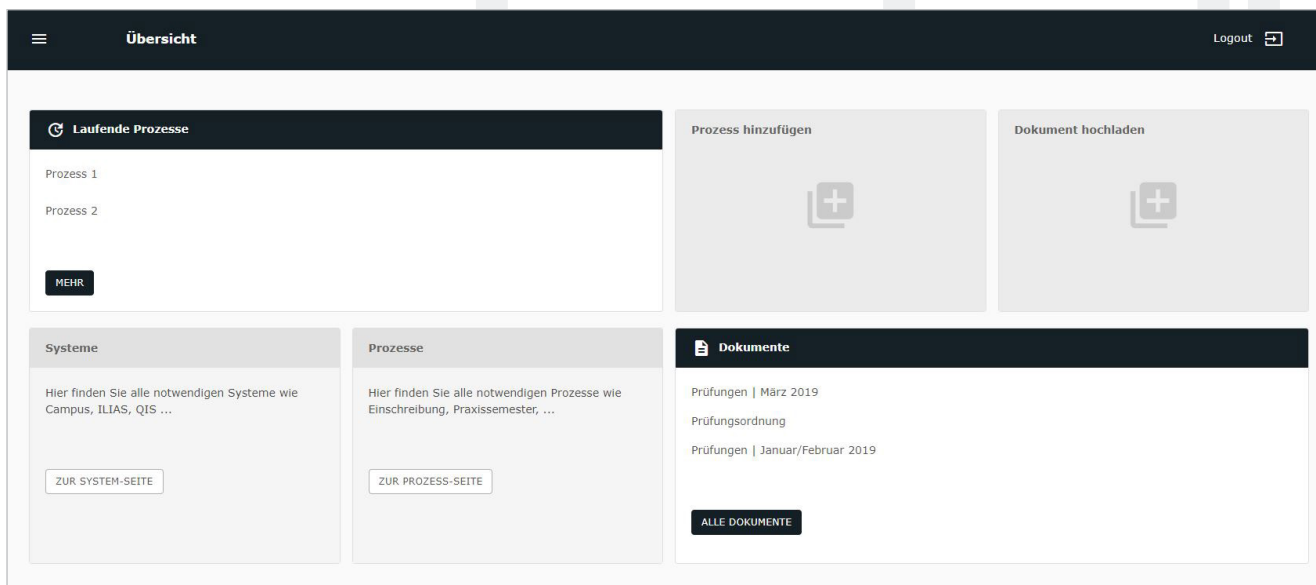 Übersicht
Logout
Laufende Prozesse
Prozess 1
Prozess 2
MEHR
Prozess hinzufügen
Dokument hochladen
Systeme
Hier finden Sie alle notwendigen Systeme wie
Campus, ILIAS, QIS ...
ZUR SYSTEM-SEITE
Prozesse
Hier finden Sie alle notwendigen Prozesse wie
Einschreibung, Praxissemester, ...
ZUR PROZESS-SEITE
Dokumente
Prüfungen | März 2019
Prüfungsordnung
Prüfungen | Januar/Februar 2019
ALLE DOKUMENTE